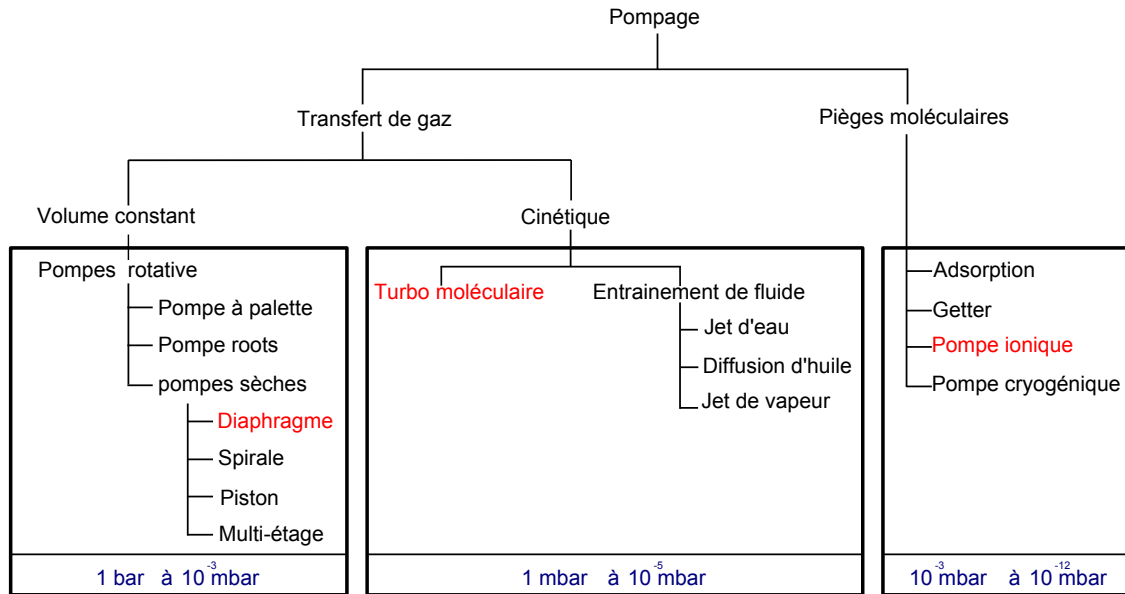 Pompage
Transfert de gaz
Pièges moléculaires
Volume constant
Cinétique
Pompes rotative
Pompe à palette
Pompe roots
pompes sèches
Diaphragme
Spirale
Piston
Multi-étage
1 bar à 10⁻³ mbar
Turbo moléculaire
Entrainement de fluide
Jet d'eau
Diffusion d'huile
Jet de vapeur
1 mbar à 10⁻⁵ mbar
Adsorption
Getter
Pompe ionique
Pompe cryogénique
10⁻³ mbar à 10⁻¹² mbar